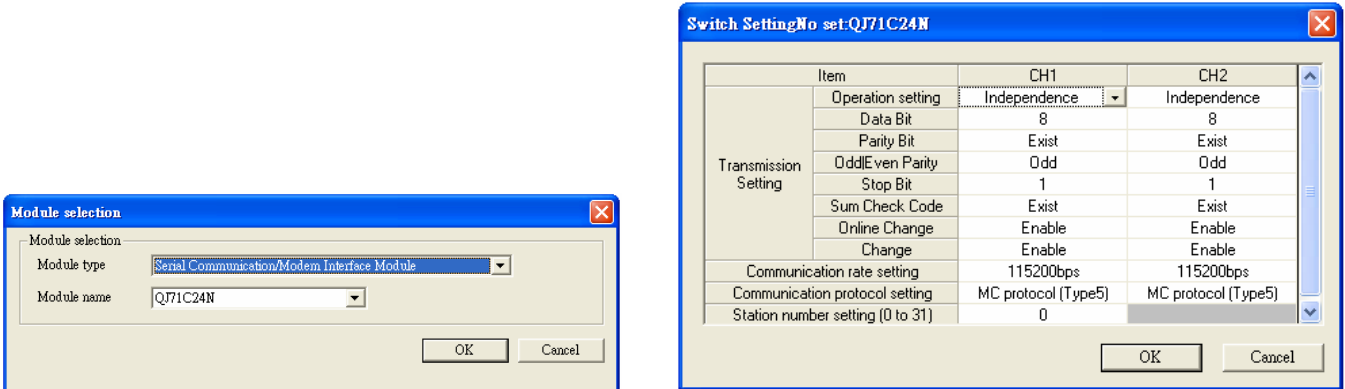 Module selection
Module selection
Module type Serial Communication/Modem Interface Module
Module name QJ71C24N
OK Cancel
Switch SettingNo set:QJ71C24N
Item CH1 CH2
Transmission Setting
Operation setting Independence Independence
Data Bit 8 8
Parity Bit Exist Exist
Odd|Even Parity Odd Odd
Stop Bit 1 1
Sum Check Code Exist Exist
Online Change Enable Enable
Change Enable Enable
Communication rate setting 115200bps 115200bps
Communication protocol setting MC protocol (Type5) MC protocol (Type5)
Station number setting (0 to 31) 0
OK Cancel